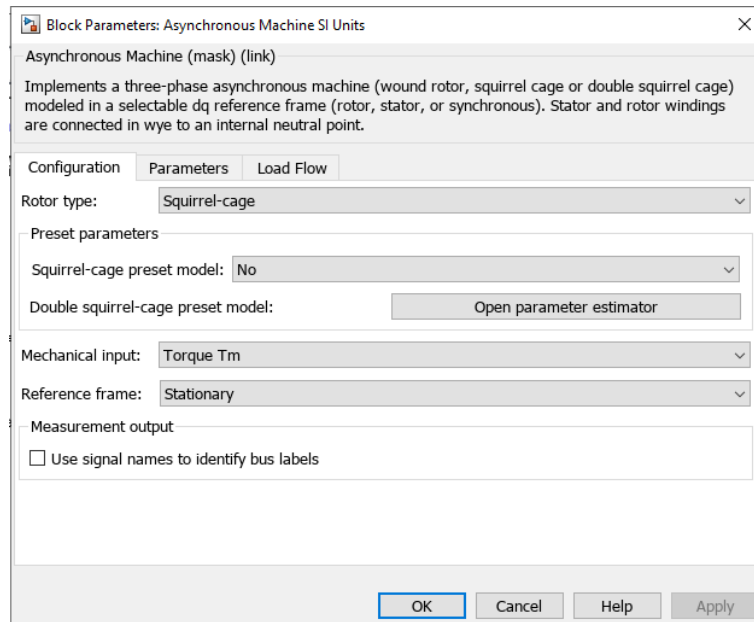 Block Parameters: Asynchronous Machine SI Units
Asynchronous Machine (mask) (link)
Implements a three-phase asynchronous machine (wound rotor, squirrel cage or double squirrel cage)
modeled in a selectable dq reference frame (rotor, stator, or synchronous). Stator and rotor windings
are connected in wye to an internal neutral point.
Configuration Parameters Load Flow
Rotor type: Squirrel-cage
Preset parameters
Squirrel-cage preset model: No
Double squirrel-cage preset model: Open parameter estimator
Mechanical input: Torque Tm
Reference frame: Stationary
Measurement output
Use signal names to identify bus labels
OK Cancel Help Apply